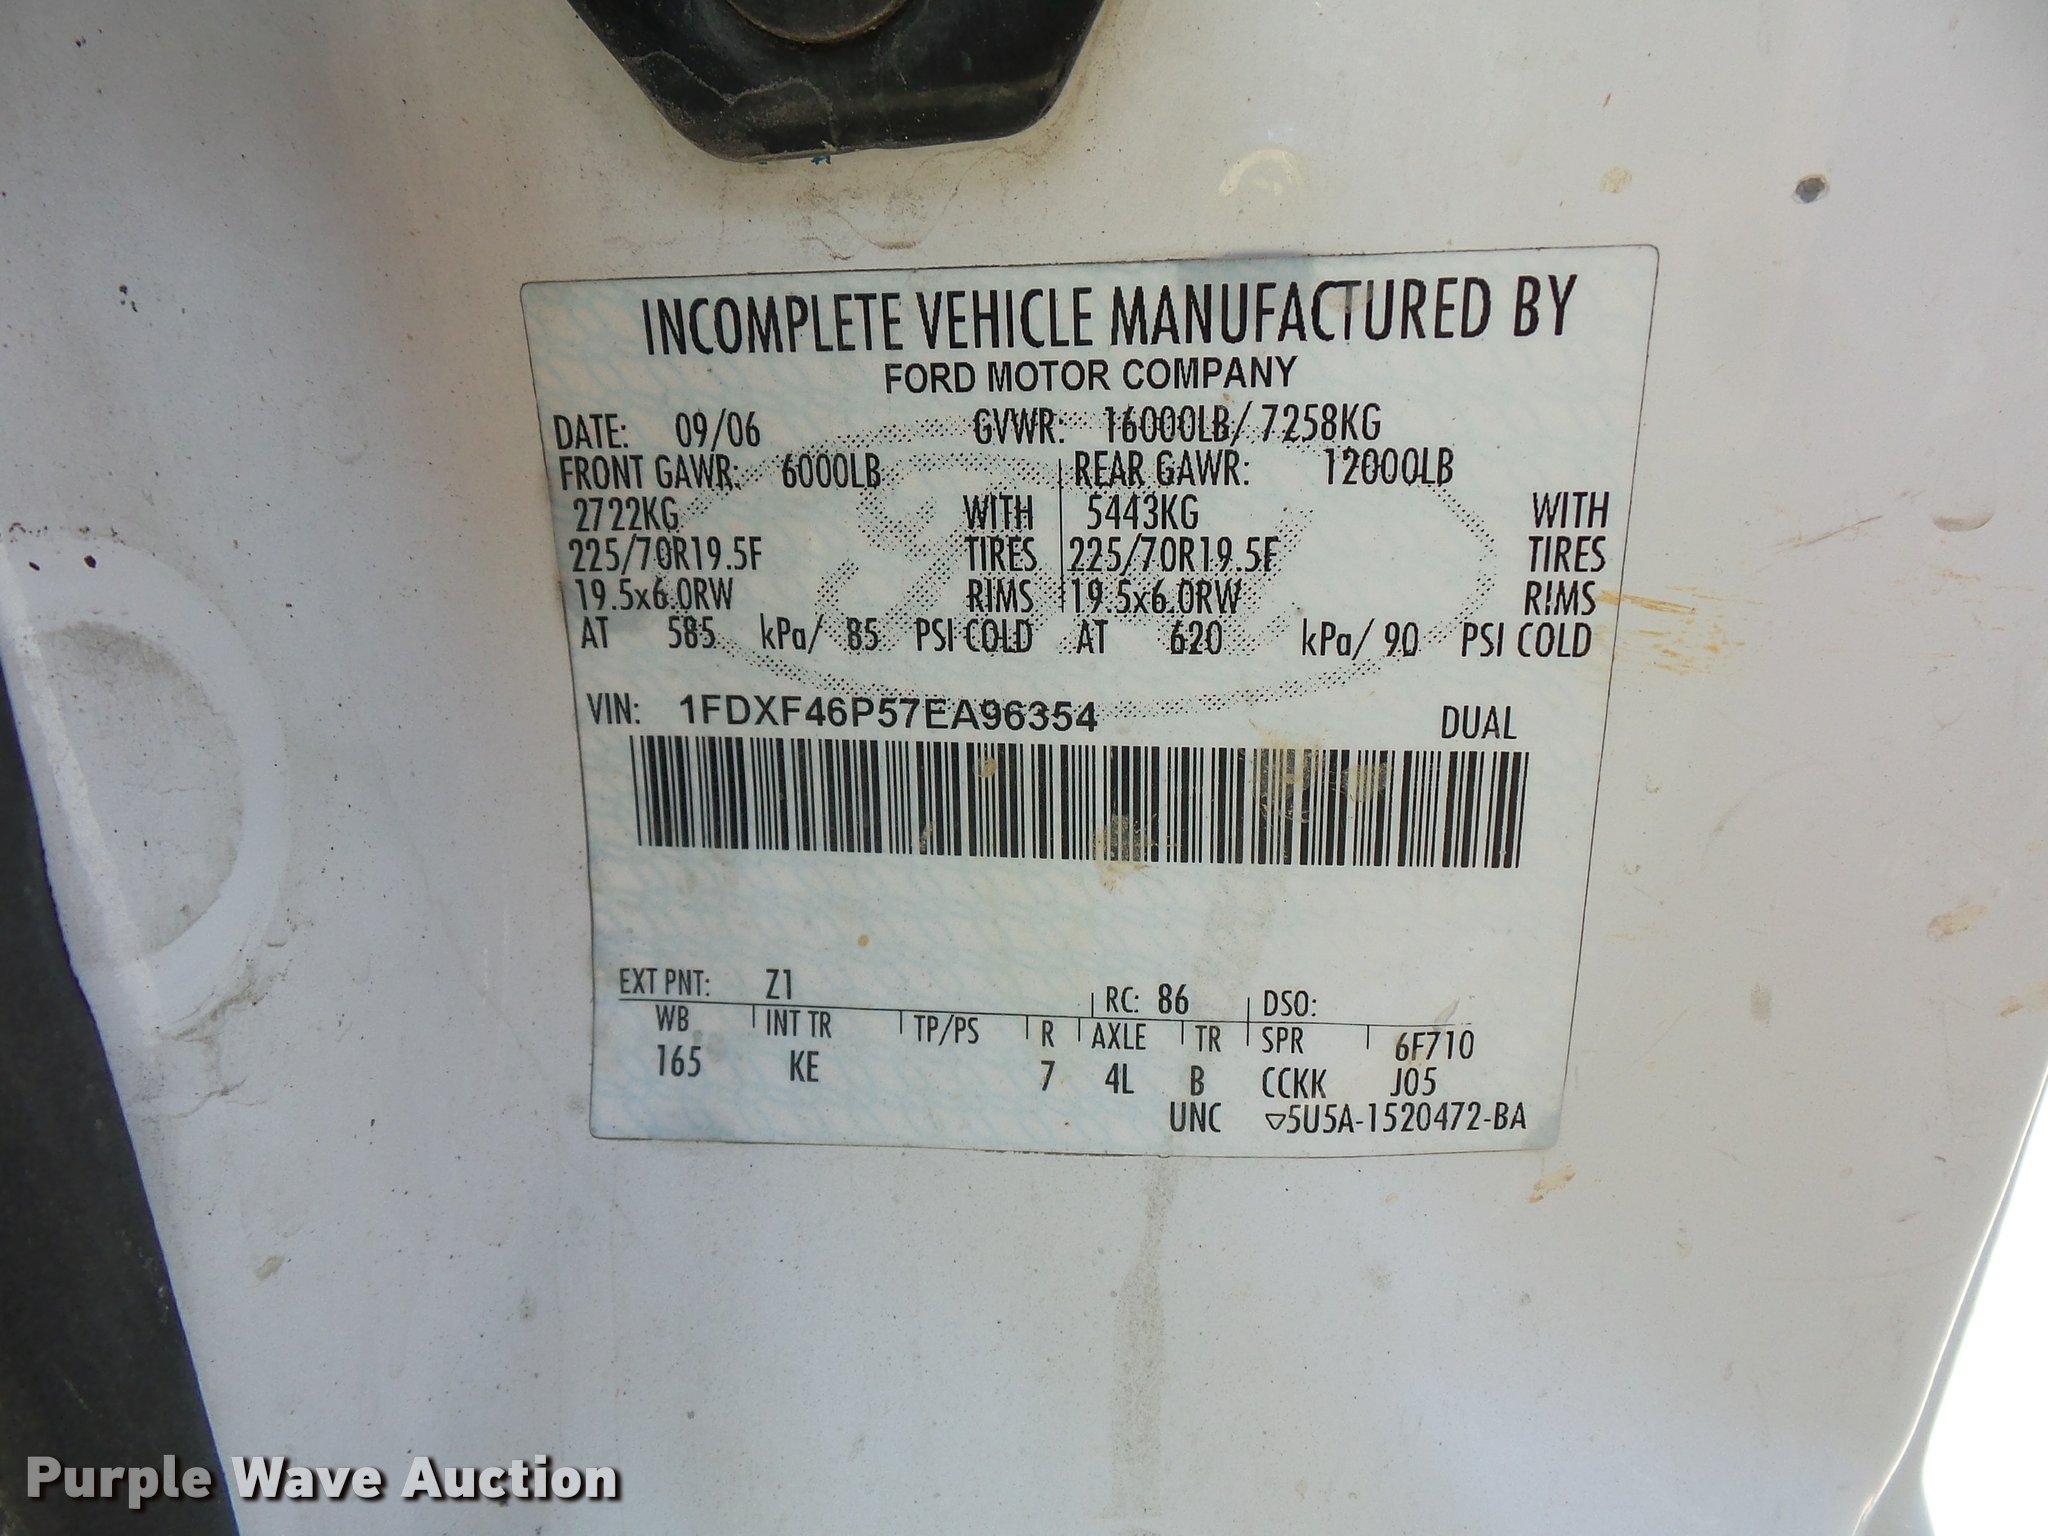 INCOMPLETE VEHICLE MANUFACTURED BY
FORD MOTOR COMPANY
DATE: 09/06 GVWR: 16000LB/ 7258KG
FRONT GAWR: 6000LB REAR GAWR: 12000LB
2722KG WITH 5443KG WITH
225/70R19.5F TIRES 225/70R19.5F TIRES
19.5x6.0RW RIMS 19.5x6.0RW RIMS
AT 585 kPa/ 85 PSI COLD AT 620 kPa/ 90 PSI COLD
VIN: 1FDXF46P57EA96354 DUAL
EXT PNT: Z1 RC: 86 DSO:
WB INT TR TP/PS R AXLE TR SPR 6F710
165 KE 7 4L B CCKK J05
UNC ▽5U5A-1520472-BA
Purple Wave Auction